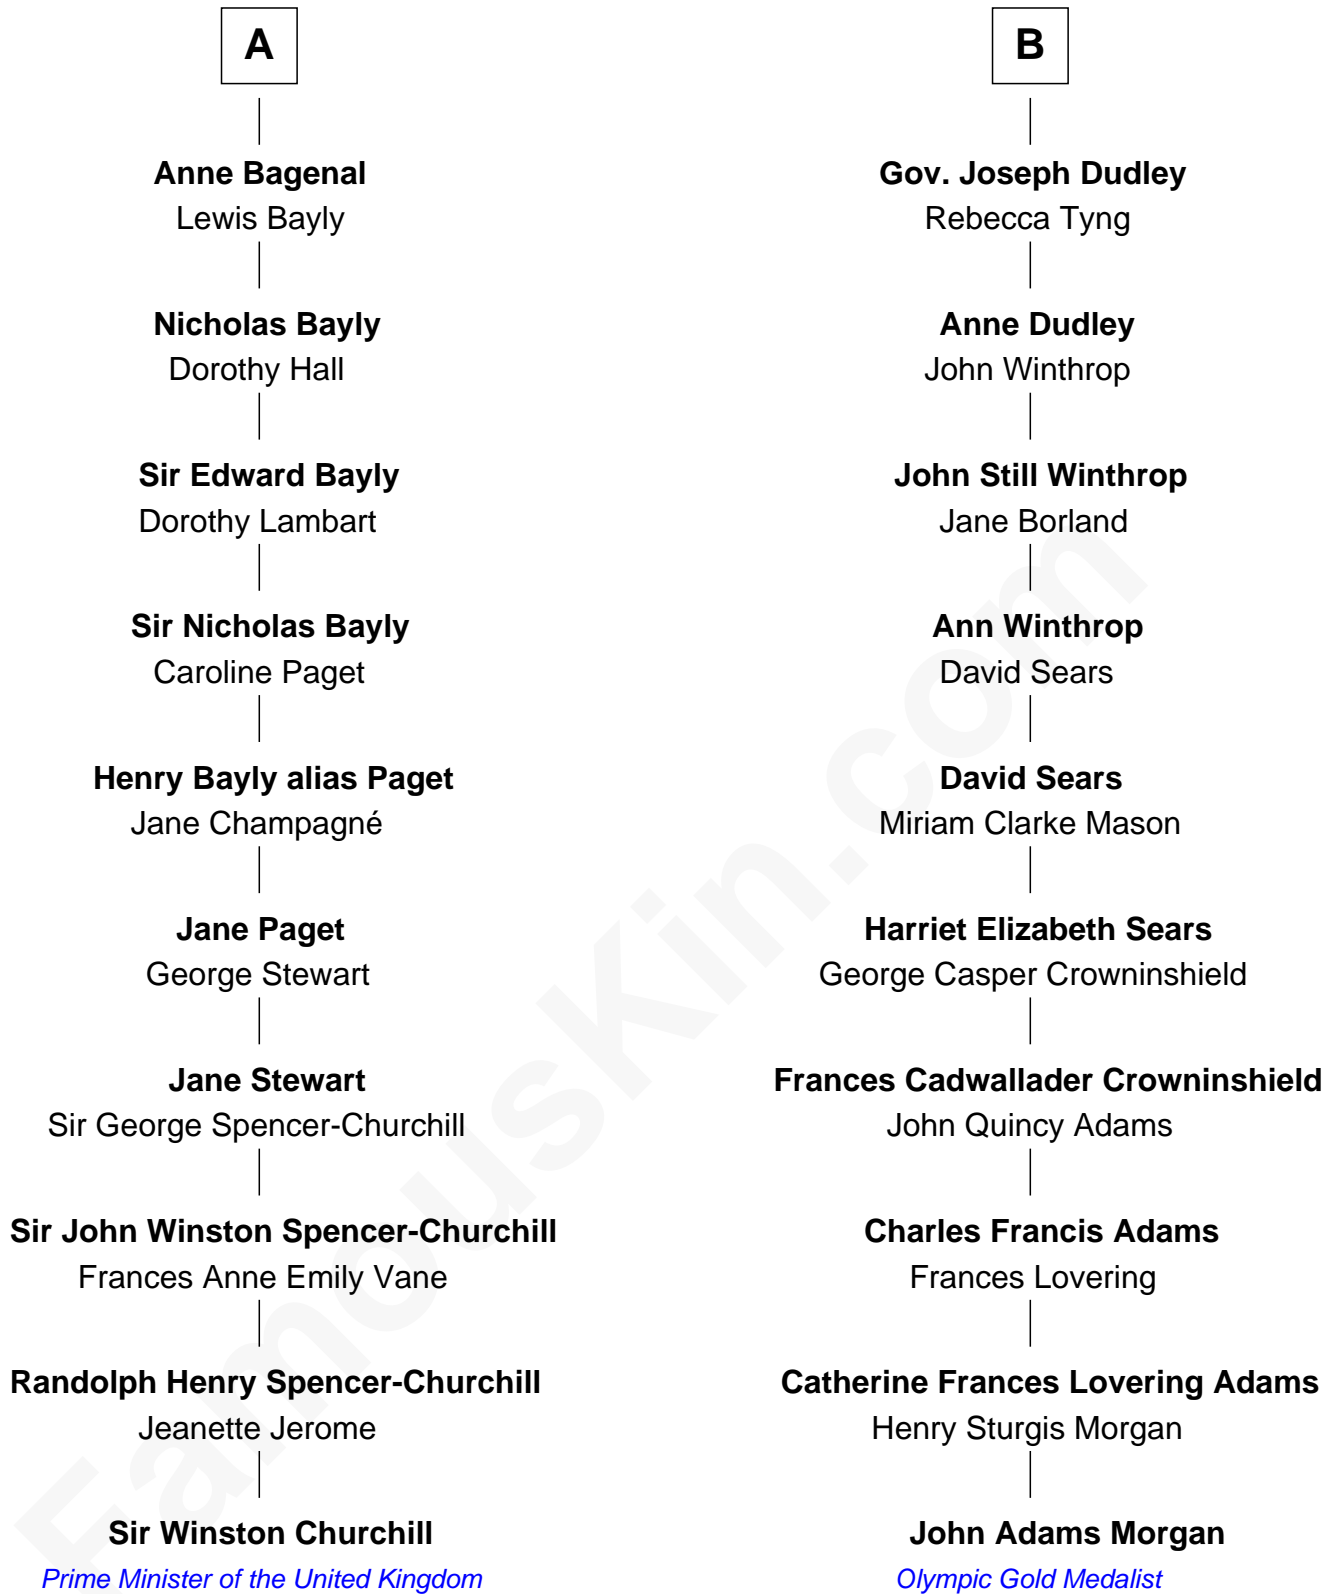 A
Anne Bagenal
Lewis Bayly
Nicholas Bayly
Dorothy Hall
Sir Edward Bayly
Dorothy Lambart
Sir Nicholas Bayly
Caroline Paget
Henry Bayly alias Paget
Jane Champagné
Jane Paget
George Stewart
Jane Stewart
Sir George Spencer-Churchill
Sir John Winston Spencer-Churchill
Frances Anne Emily Vane
Randolph Henry Spencer-Churchill
Jeanette Jerome
Sir Winston Churchill
Prime Minister of the United Kingdom
B
Gov. Joseph Dudley
Rebecca Tyng
Anne Dudley
John Winthrop
John Still Winthrop
Jane Borland
Ann Winthrop
David Sears
David Sears
Miriam Clarke Mason
Harriet Elizabeth Sears
George Casper Crowninshield
Frances Cadwallader Crowninshield
John Quincy Adams
Charles Francis Adams
Frances Lovering
Catherine Frances Lovering Adams
Henry Sturgis Morgan
John Adams Morgan
Olympic Gold Medalist
FamousKin.com